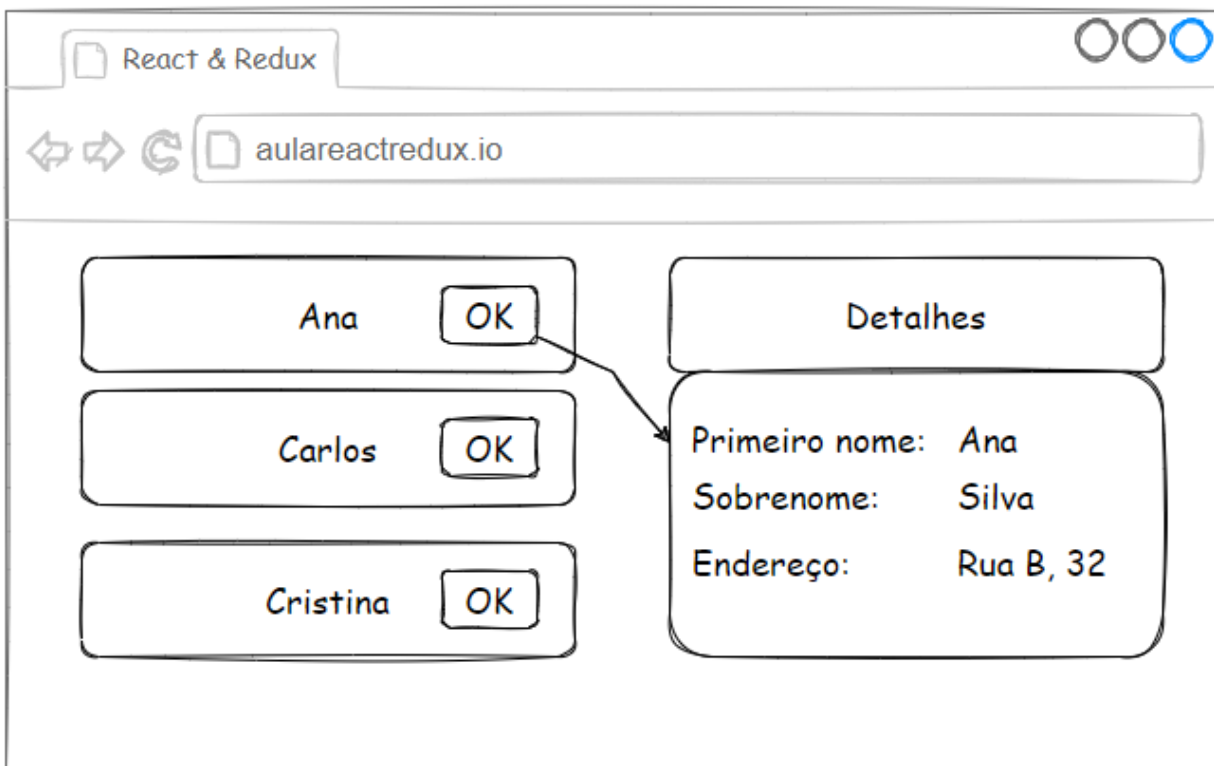 React & Redux
aulareactredux.io
Ana OK
Carlos OK
Cristina OK
Detalhes
Primeiro nome: Ana
Sobrenome: Silva
Endereço: Rua B, 32